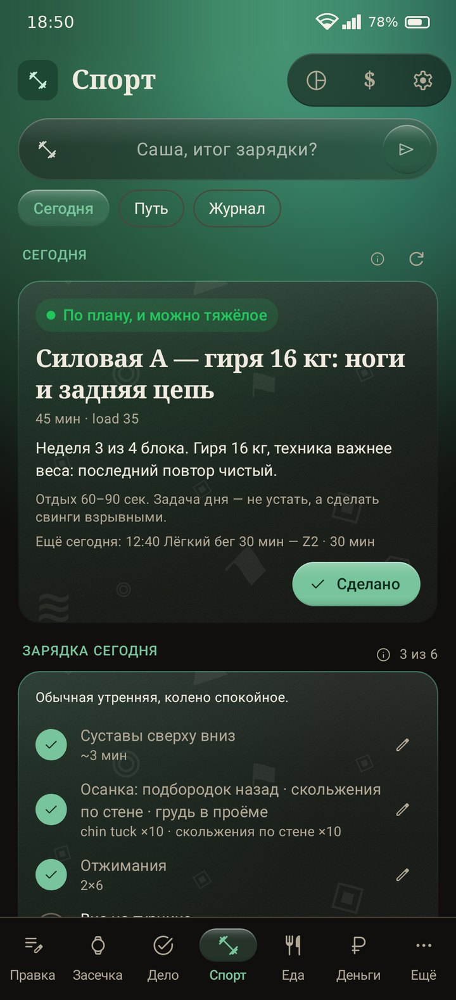 18:50
78%
Спорт
$
Саша, итог зарядки?
Сегодня
Путь
Журнал
СЕГОДНЯ
По плану, и можно тяжёлое
Силовая А — гиря 16 кг: ноги
и задняя цепь
45 мин · load 35
Неделя 3 из 4 блока. Гиря 16 кг, техника важнее
веса: последний повтор чистый.
Отдых 60–90 сек. Задача дня — не устать, а сделать
свинги взрывными.
Ещё сегодня: 12:40 Лёгкий бег 30 мин — Z2 · 30 мин
Сделано
ЗАРЯДКА СЕГОДНЯ
3 из 6
Обычная утренняя, колено спокойное.
Суставы сверху вниз
~3 мин
Осанка: подбородок назад · скольжения
по стене · грудь в проёме
chin tuck ×10 · скольжения по стене ×10
Отжимания
2×6
Правка
Засечка
Дело
Спорт
Еда
Деньги
Ещё